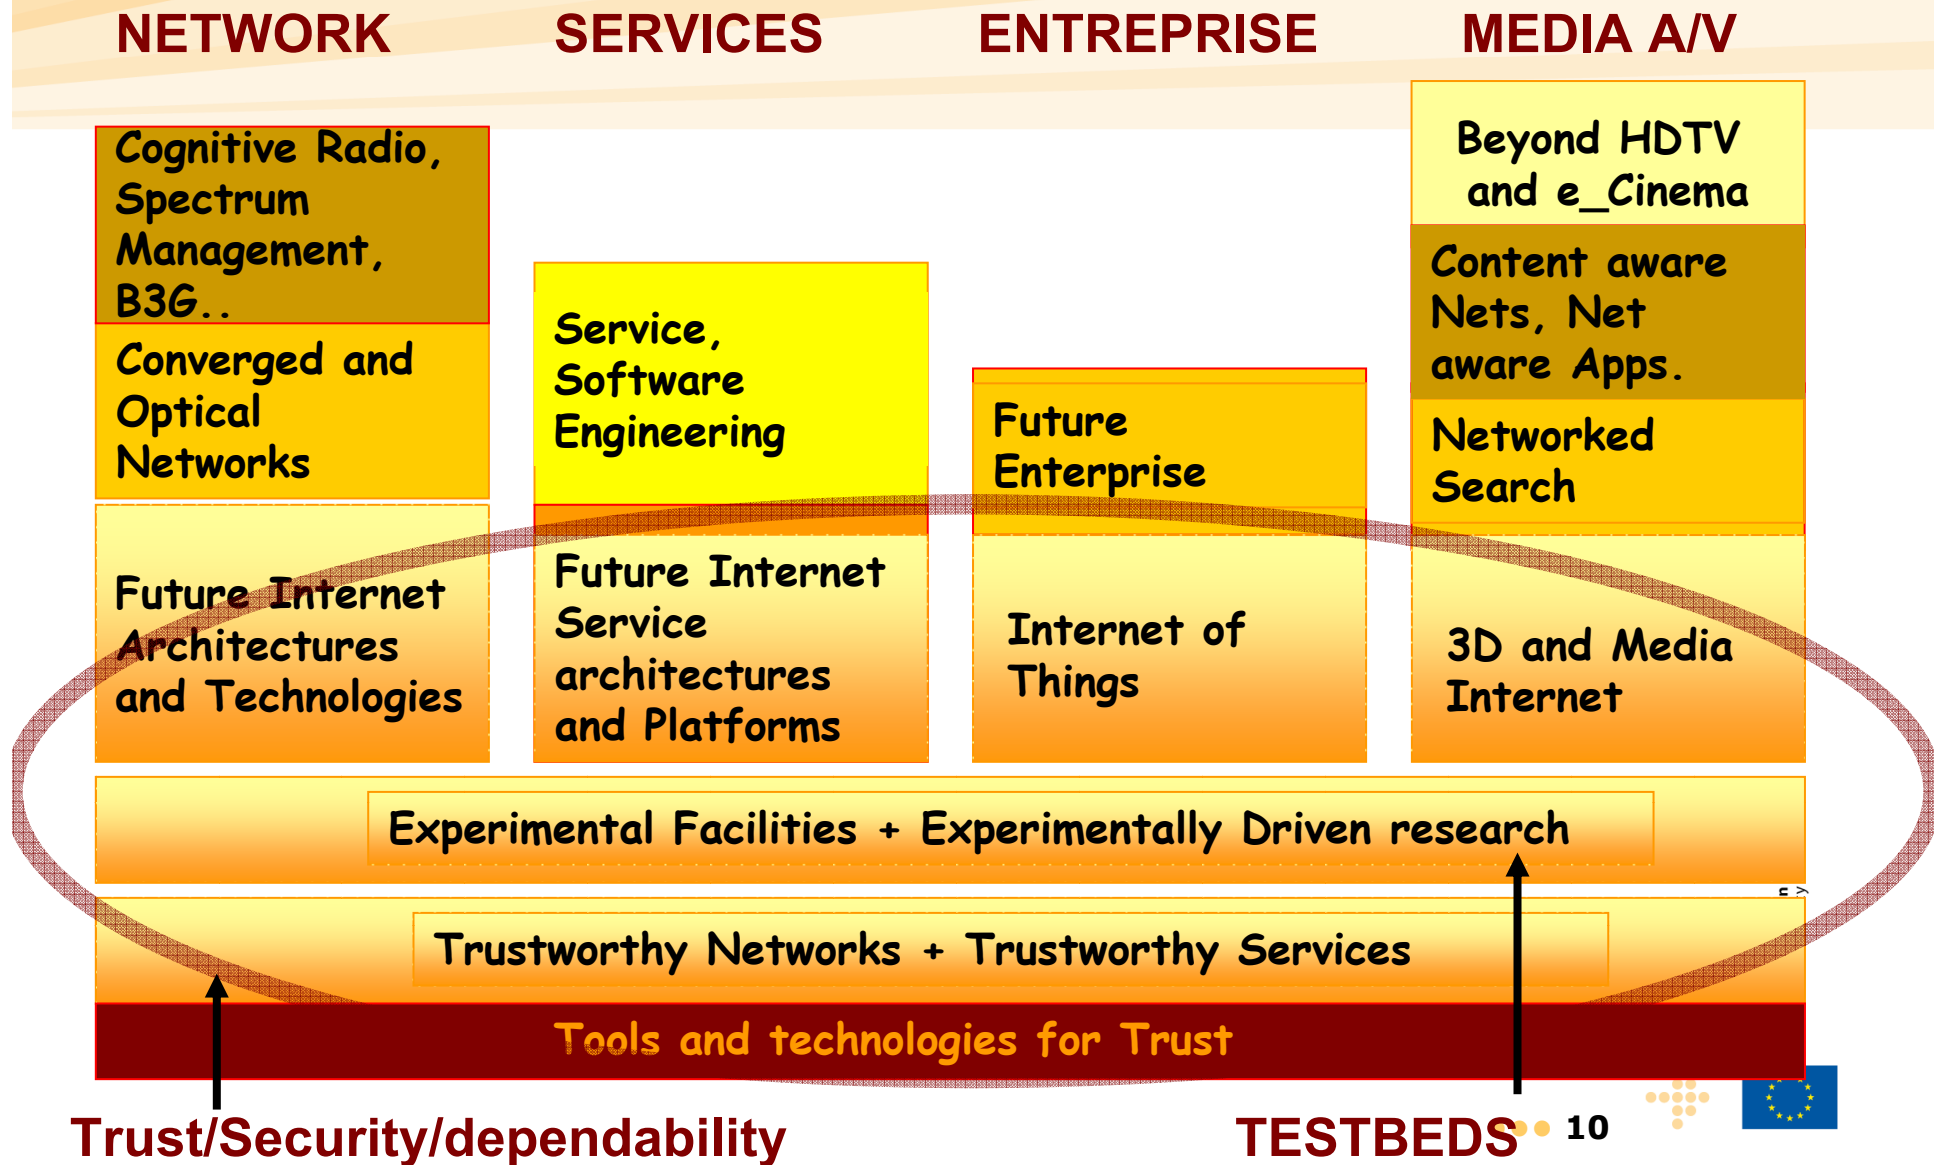 NETWORK
SERVICES
ENTREPRISE
MEDIA A/V
Cognitive Radio,
Spectrum
Management,
B3G..
Converged and
Optical
Networks
Future Internet
Architectures
and Technologies
Service,
Software
Engineering
Future Internet
Service
architectures
and Platforms
Future
Enterprise
Internet of
Things
Beyond HDTV
and e_Cinema
Content aware
Nets, Net
aware Apps.
Networked
Search
3D and Media
Internet
Experimental Facilities + Experimentally Driven research
Trustworthy Networks + Trustworthy Services
Tools and technologies for Trust
Trust/Security/dependability
TESTBEDS
10